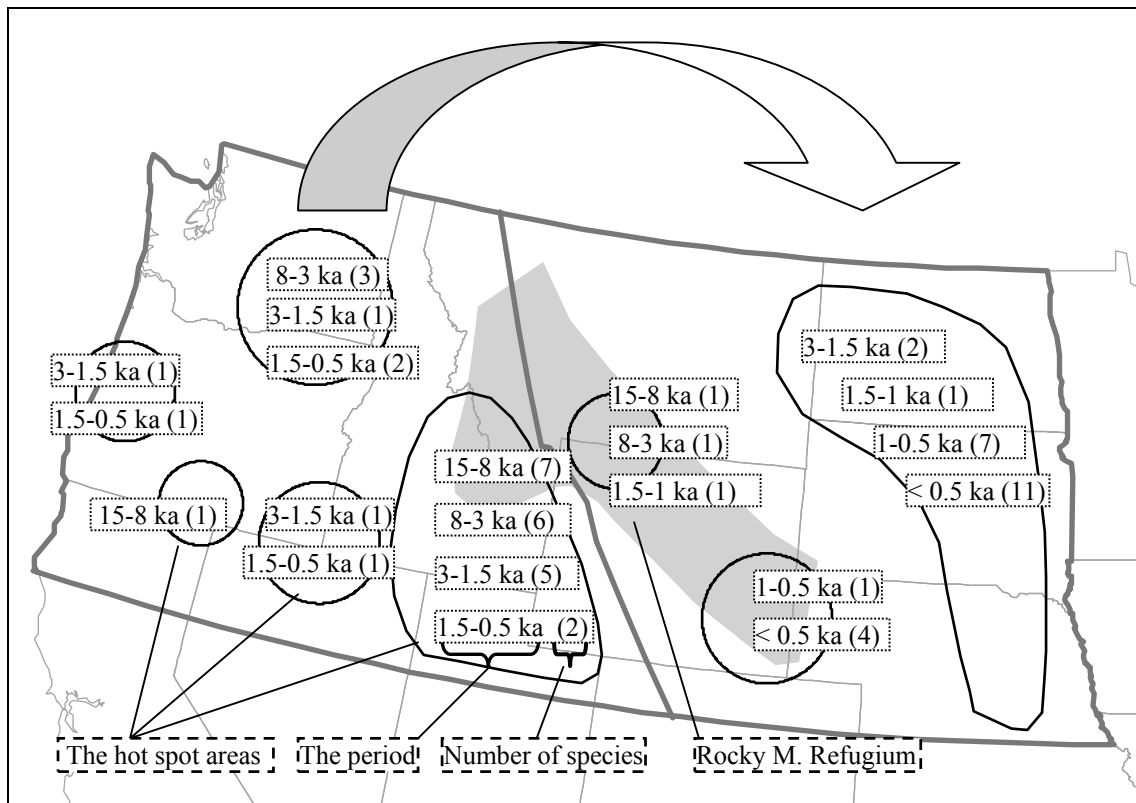 8-3 ka (3)
3-1.5 ka (1)
1.5-0.5 ka (2)
3-1.5 ka (1)
1.5-0.5 ka (1)
15-8 ka (1)
3-1.5 ka (1)
1.5-0.5 ka (1)
15-8 ka (7)
8-3 ka (6)
3-1.5 ka (5)
1.5-0.5 ka (2)
15-8 ka (1)
8-3 ka (1)
1.5-1 ka (1)
1-0.5 ka (1)
< 0.5 ka (4)
3-1.5 ka (2)
1.5-1 ka (1)
1-0.5 ka (7)
< 0.5 ka (11)
The hot spot areas
The period
Number of species
Rocky M. Refugium